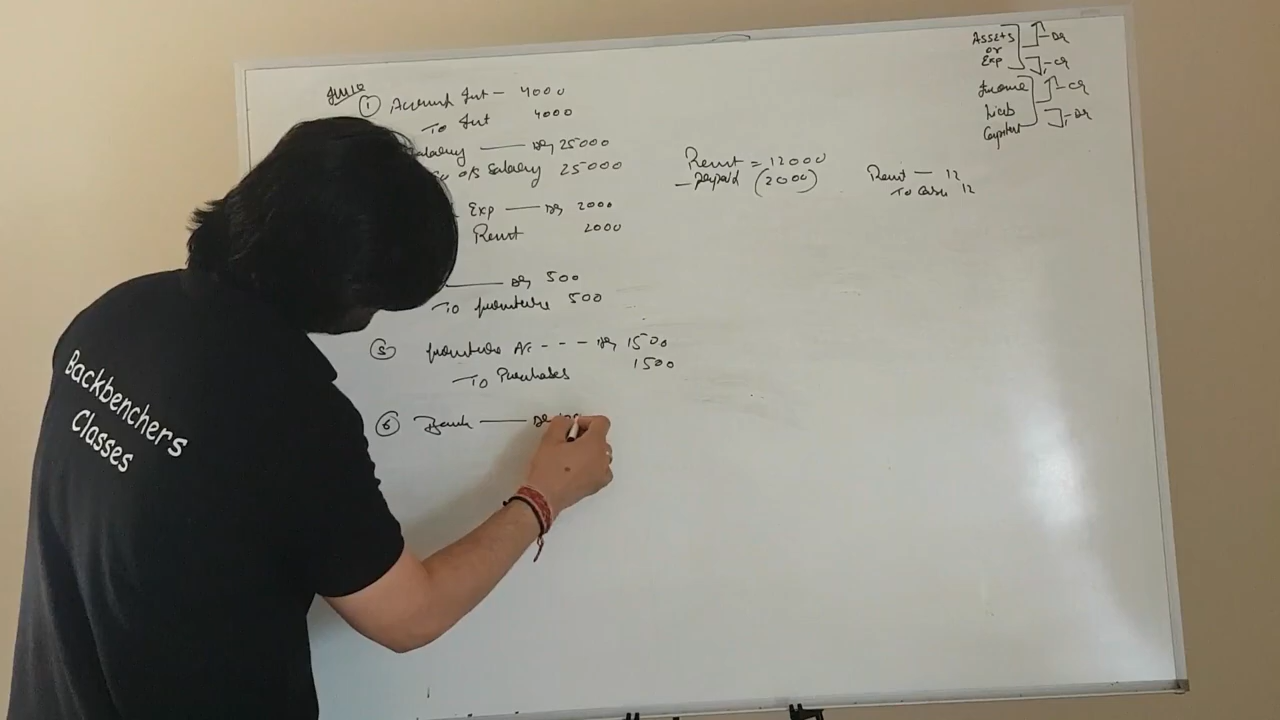 ① Accrued Int - 4000
To Int 4000
Salary — Dr 25000
To o/s Salary 25000
Exp — Dr 2000
Rent 2000
— Dr 500
To furniture 500
⑤ furniture A/c - - - Dr 1500
To Purchases 1500
⑥ Bank — Dr
Rent = 12000
- prepaid (2000)
Rent — 12
To Cash 12
Assets - Dr
or
Exp - Cr
Income - Cr
Liab - Dr
Capital
Backbenchers
Classes